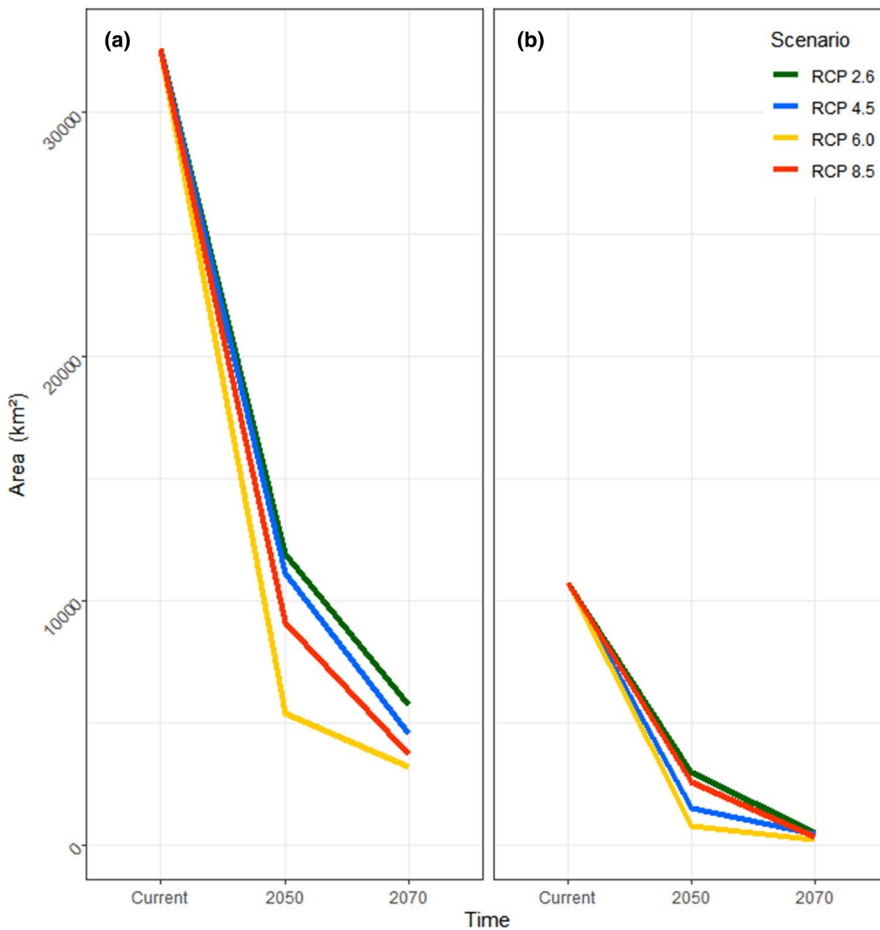 (a)
(b)
Scenario
RCP 2.6
RCP 4.5
RCP 6.0
RCP 8.5
Area (km²)
30000
20000
10000
0
Current 2050 2070
Current 2050 2070
Time